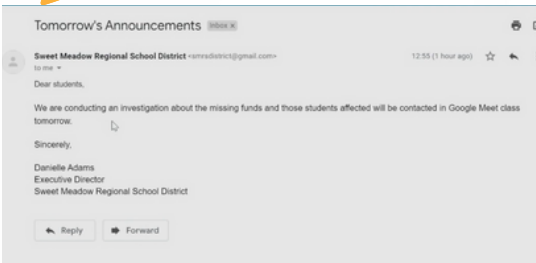 Tomorrow's Announcements Inbox x
Sweet Meadow Regional School District <smrsdistrict@gmail.com> 12:55 (1 hour ago)
to me
Dear students,
We are conducting an investigation about the missing funds and those students affected will be contacted in Google Meet class
tomorrow.
Sincerely,
Danielle Adams
Executive Director
Sweet Meadow Regional School District
Reply Forward